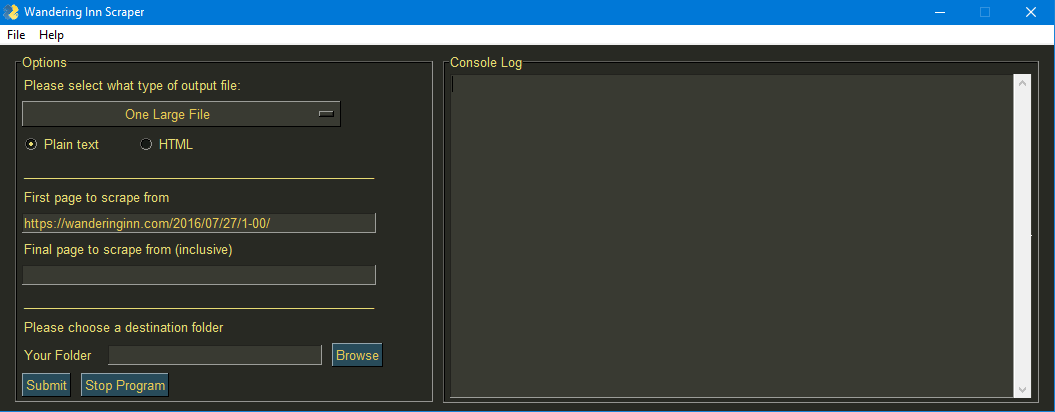 Wandering Inn Scraper
File Help
Options
Please select what type of output file:
One Large File
Plain text HTML
First page to scrape from
https://wanderinginn.com/2016/07/27/1-00/
Final page to scrape from (inclusive)
Please choose a destination folder
Your Folder Browse
Submit Stop Program
Console Log